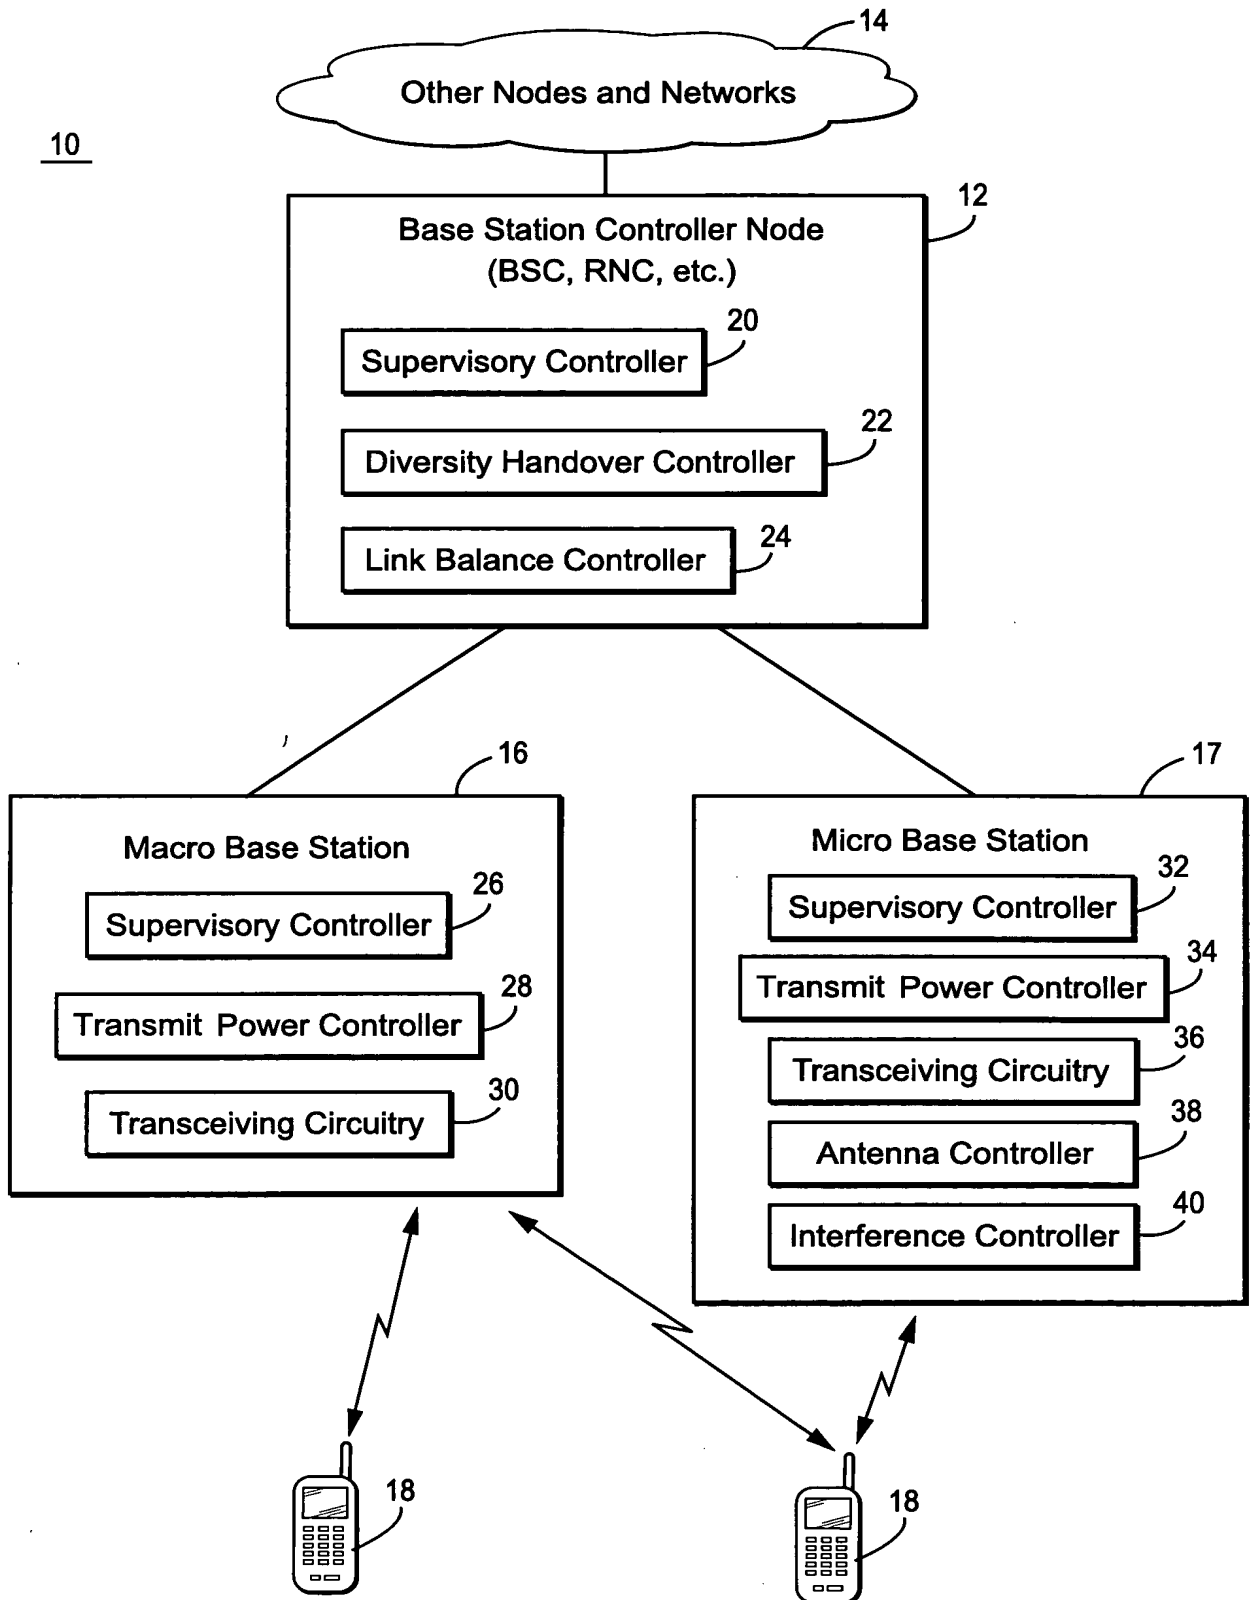 14
Other Nodes and Networks
10
12
Base Station Controller Node
(BSC, RNC, etc.)
20
Supervisory Controller
22
Diversity Handover Controller
24
Link Balance Controller
16
17
Macro Base Station
26
Supervisory Controller
28
Transmit Power Controller
30
Transceiving Circuitry
Micro Base Station
32
Supervisory Controller
34
Transmit Power Controller
36
Transceiving Circuitry
38
Antenna Controller
40
Interference Controller
18
18